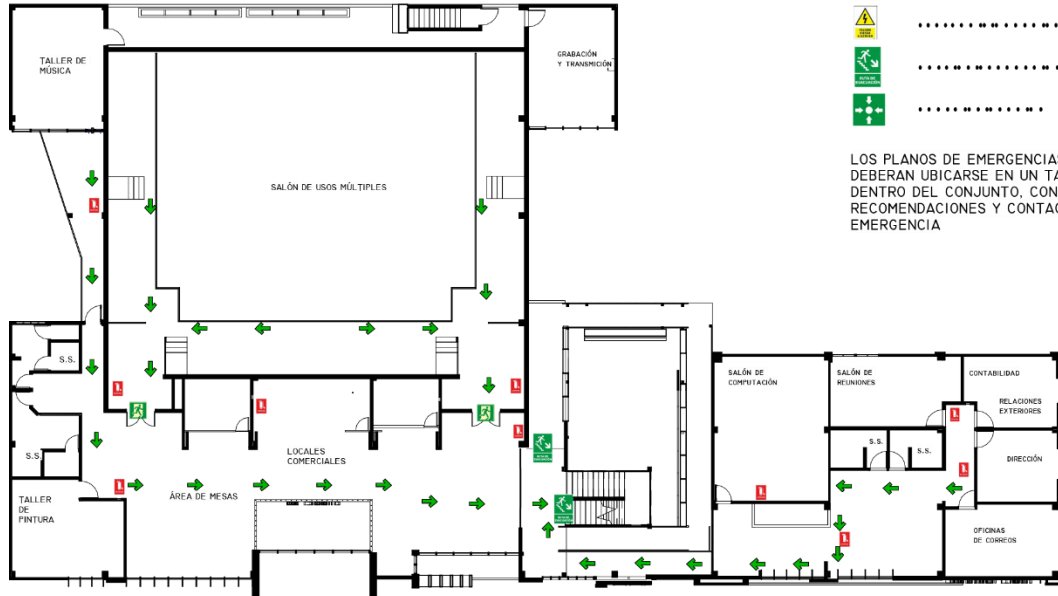 TALLER DE
MÚSICA
GRABACIÓN
Y TRANSMICIÓN
SALÓN DE USOS MÚLTIPLES
LOS PLANOS DE EMERGENCIAS
DEBERAN UBICARSE EN UN TA
DENTRO DEL CONJUNTO, CON
RECOMENDACIONES Y CONTAC
EMERGENCIA
S.S.
S.S.
TALLER
DE
PINTURA
ÁREA DE MESAS
LOCALES
COMERCIALES
SALÓN DE
COMPUTACIÓN
SALÓN DE
REUNIONES
CONTABILIDAD
RELACIONES
EXTERIORES
S.S.
S.S.
DIRECCIÓN
OFICINAS
DE CORREOS